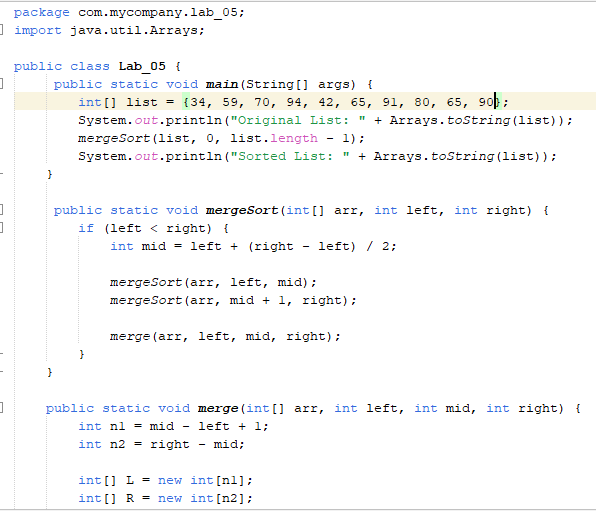 package com.mycompany.lab_05;
import java.util.Arrays;
public class Lab_05 {
public static void main(String[] args) {
int[] list = {34, 59, 70, 94, 42, 65, 91, 80, 65, 90};
System.out.println("Original List: " + Arrays.toString(list));
mergeSort(list, 0, list.length - 1);
System.out.println("Sorted List: " + Arrays.toString(list));
}
public static void mergeSort(int[] arr, int left, int right) {
if (left < right) {
int mid = left + (right - left) / 2;
mergeSort(arr, left, mid);
mergeSort(arr, mid + 1, right);
merge(arr, left, mid, right);
}
}
public static void merge(int[] arr, int left, int mid, int right) {
int n1 = mid - left + 1;
int n2 = right - mid;
int[] L = new int[n1];
int[] R = new int[n2];